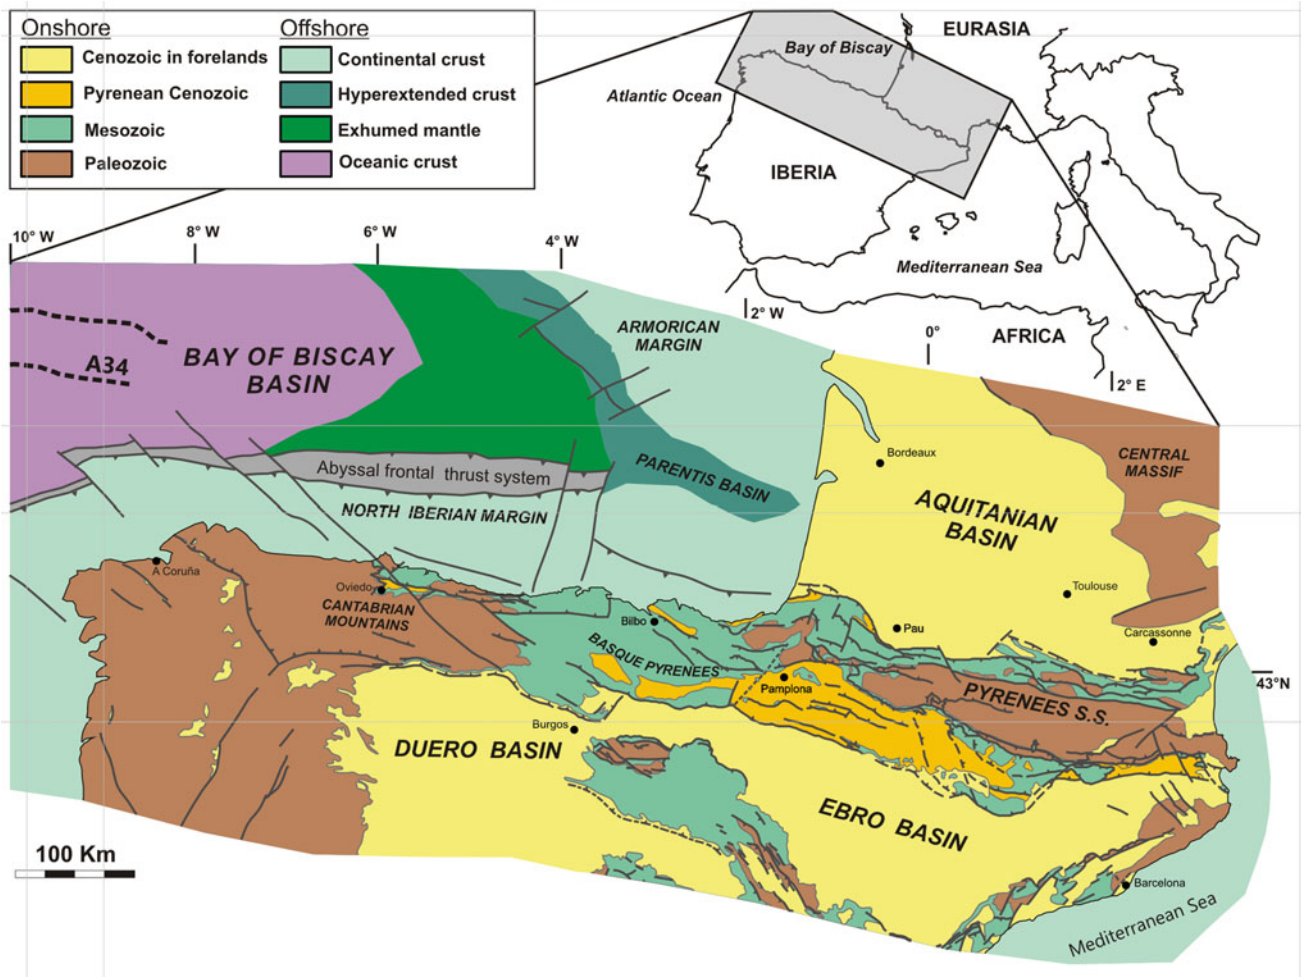 Onshore
Offshore
Cenozoic in forelands
Continental crust
Pyrenean Cenozoic
Hyperextended crust
Mesozoic
Exhumed mantle
Paleozoic
Oceanic crust
EURASIA
Bay of Biscay
Atlantic Ocean
IBERIA
Mediterranean Sea
AFRICA
10° W
8° W
6° W
4° W
2° W
0°
2° E
43°N
A34
BAY OF BISCAY
BASIN
ARMORICAN
MARGIN
Abyssal frontal thrust system
PARENTIS BASIN
NORTH IBERIAN MARGIN
Bordeaux
CENTRAL
MASSIF
AQUITANIAN
BASIN
A Coruña
Oviedo
CANTABRIAN
MOUNTAINS
Bilbo
Toulouse
Pau
Carcassonne
BASQUE PYRENEES
Pamplona
PYRENEES S.S.
Burgos
DUERO BASIN
EBRO BASIN
100 Km
Barcelona
Mediterranean Sea